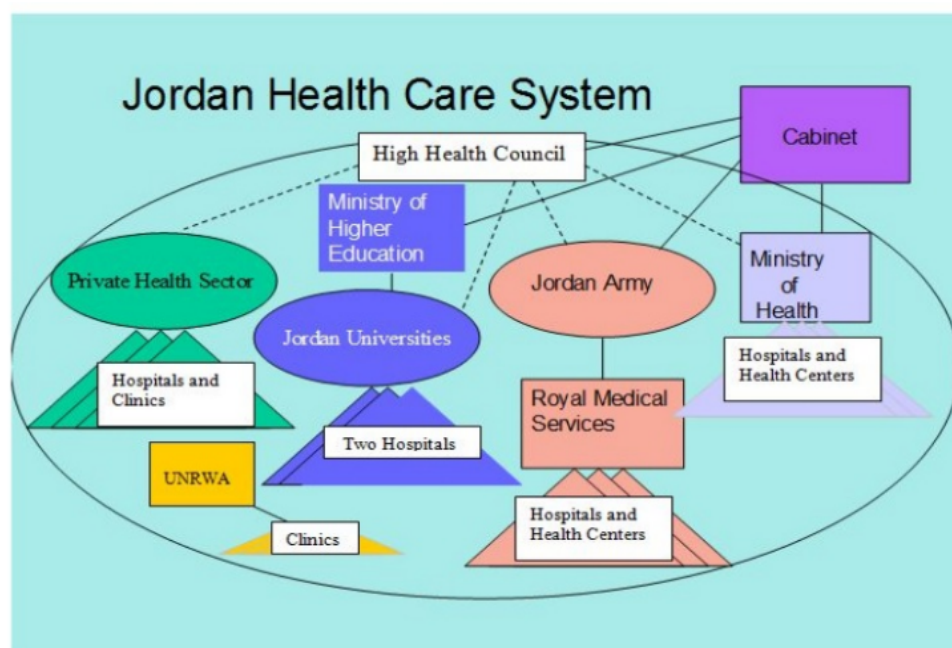 Jordan Health Care System
High Health Council
Cabinet
Ministry of
Higher
Education
Private Health Sector
Jordan Universities
Jordan Army
Ministry
of
Health
Hospitals and
Clinics
Two Hospitals
Royal Medical
Services
Hospitals and
Health Centers
UNRWA
Clinics
Hospitals and
Health Centers